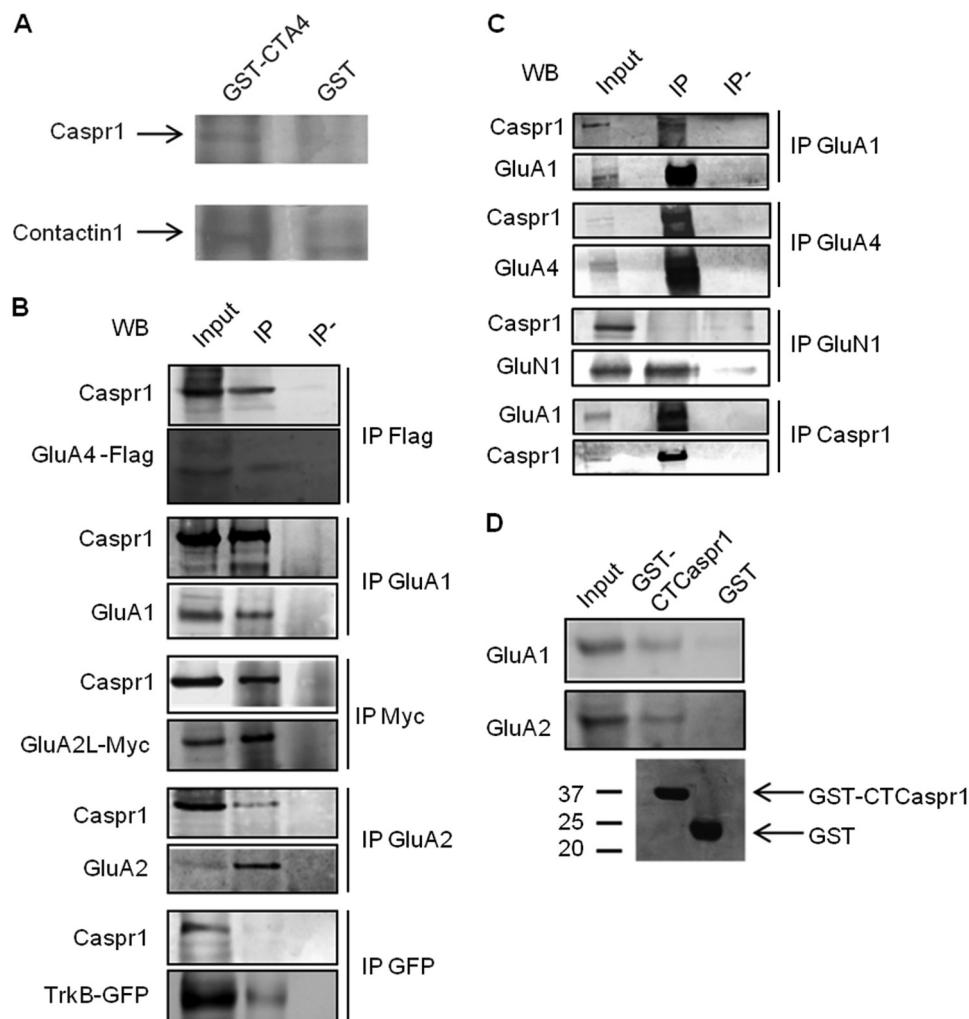 A
GST-CTA4
GST
Caspr1
Contactin1
B
WB
Input
IP
IP-
Caspr1
GluA4-Flag
IP Flag
Caspr1
GluA1
IP GluA1
Caspr1
GluA2L-Myc
IP Myc
Caspr1
GluA2
IP GluA2
Caspr1
TrkB-GFP
IP GFP
C
WB
Input
IP
IP-
Caspr1
GluA1
IP GluA1
Caspr1
GluA4
IP GluA4
Caspr1
GluN1
IP GluN1
GluA1
Caspr1
IP Caspr1
D
Input
GST-
CTCaspr1
GST
GluA1
GluA2
37
25
20
GST-CTCaspr1
GST